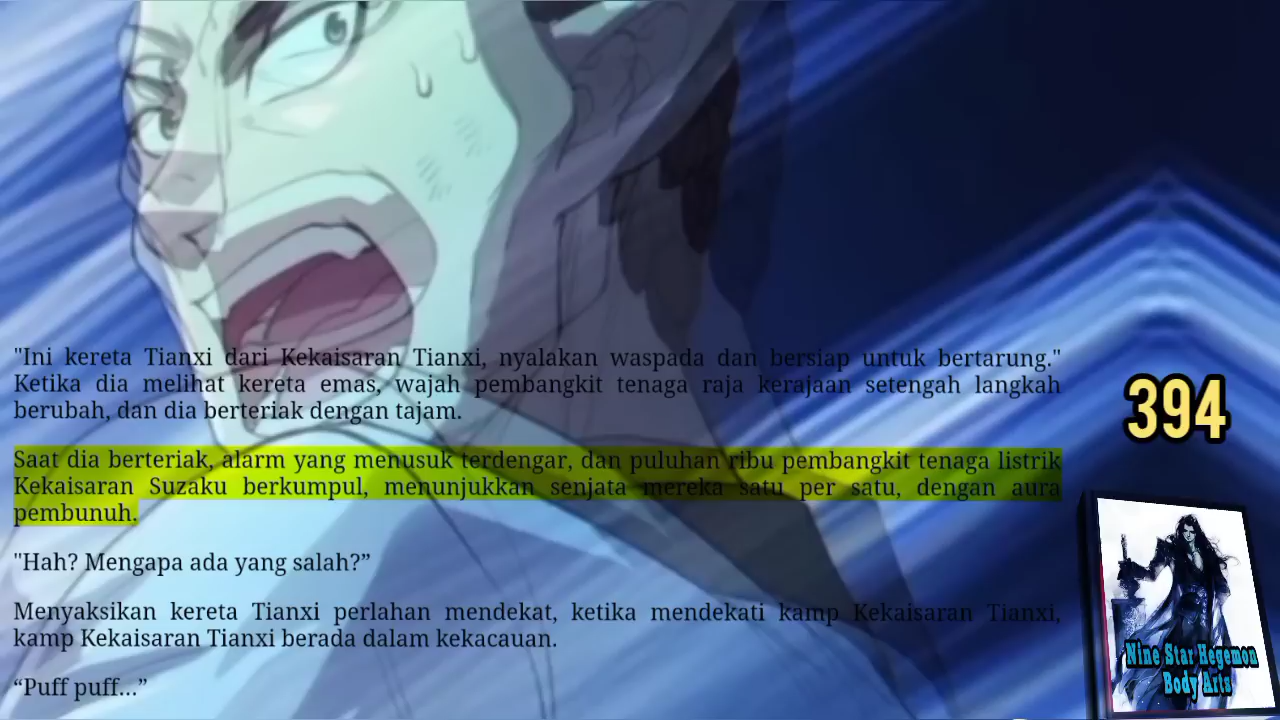 "Ini kereta Tianxi dari Kekaisaran Tianxi, nyalakan waspada dan bersiap untuk bertarung."
Ketika dia melihat kereta emas, wajah pembangkit tenaga raja kerajaan setengah langkah
berubah, dan dia berteriak dengan tajam.
Saat dia berteriak, alarm yang menusuk terdengar, dan puluhan ribu pembangkit tenaga listrik
Kekaisaran Suzaku berkumpul, menunjukkan senjata mereka satu per satu, dengan aura
pembunuh.
"Hah? Mengapa ada yang salah?”
Menyaksikan kereta Tianxi perlahan mendekat, ketika mendekati kamp Kekaisaran Tianxi,
kamp Kekaisaran Tianxi berada dalam kekacauan.
“Puff puff...”
394
Nine Star Hegemon
Body Arts